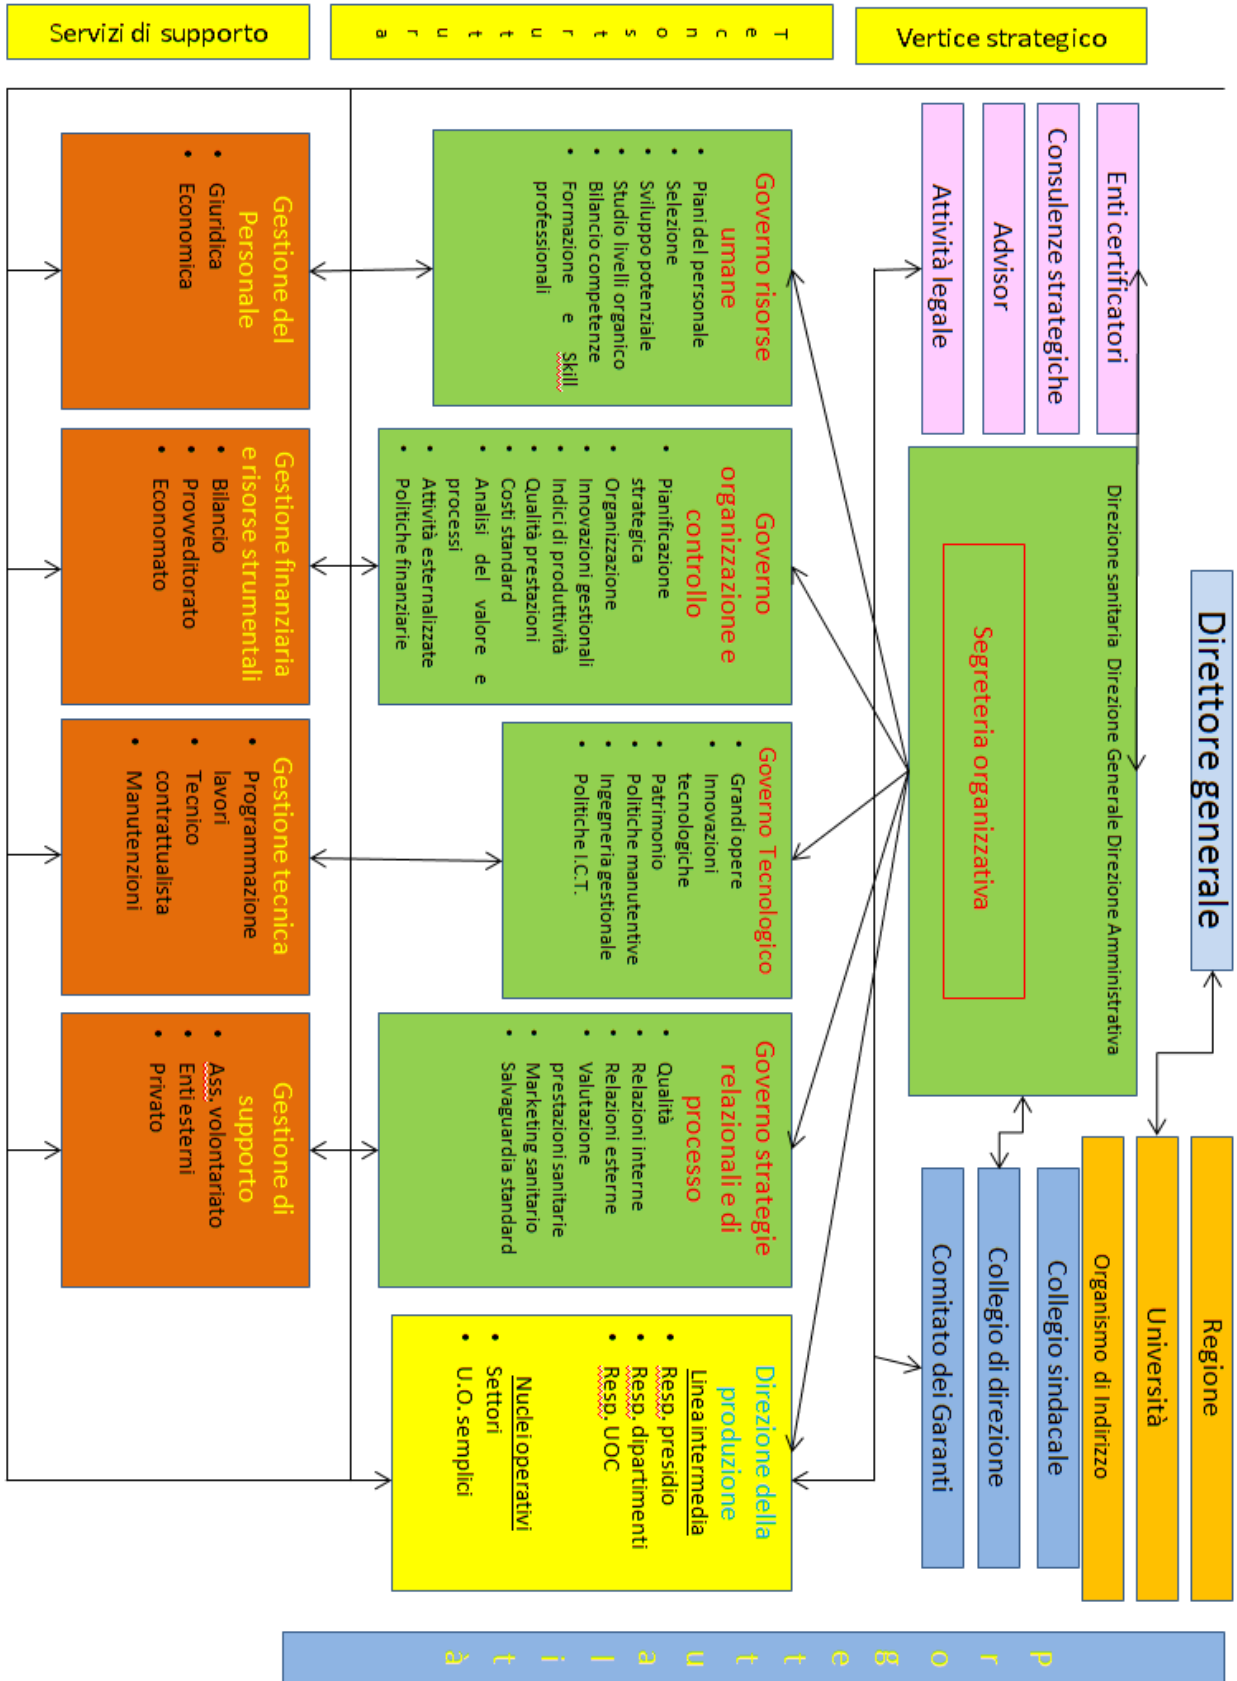 Direttore generale
Regione
Università
Organismo di Indirizzo
Vertice strategico
Enti certificatori
Consulenze strategiche
Advisor
Attività legale
Direzione sanitaria Direzione Generale Direzione Amministrativa
Segreteria organizzativa
Collegio sindacale
Collegio di direzione
Comitato dei Garanti
Tecnostruttura
Governo risorse
umane
• Piani del personale
• Selezione
• Sviluppo potenziale
• Studio livelli organico
• Bilancio competenze
• Formazione e Skill
professionali
Governo
organizzazione e
controllo
• Pianificazione
strategica
• Organizzazione
• Innovazioni gestionali
• Indici di produttività
• Qualità prestazioni
• Costi standard
• Analisi del valore e
processi
• Attività esternalizzate
• Politiche finanziarie
Governo Tecnologico
• Grandi opere
• Innovazioni
tecnologiche
• Patrimonio
• Politiche manutentive
• Ingegneria gestionale
• Politiche I.C.T.
Governo strategie
relazionali e di
processo
• Qualità
• Relazioni interne
• Relazioni esterne
• Valutazione
prestazioni sanitarie
• Marketing sanitario
• Salvaguardia standard
Direzione della
produzione
Linea intermedia
• Resp. presidio
• Resp. dipartimenti
• Resp. UOC
Nuclei operativi
• Settori
• U.O. semplici
Servizi di supporto
Gestione del
Personale
• Giuridica
• Economica
Gestione finanziaria
e risorse strumentali
• Bilancio
• Provveditorato
• Economato
Gestione tecnica
• Programmazione
lavori
• Tecnico
contrattualista
• Manutenzioni
Gestione di
supporto
• Ass. volontariato
• Enti esterni
• Privato
Progettualità